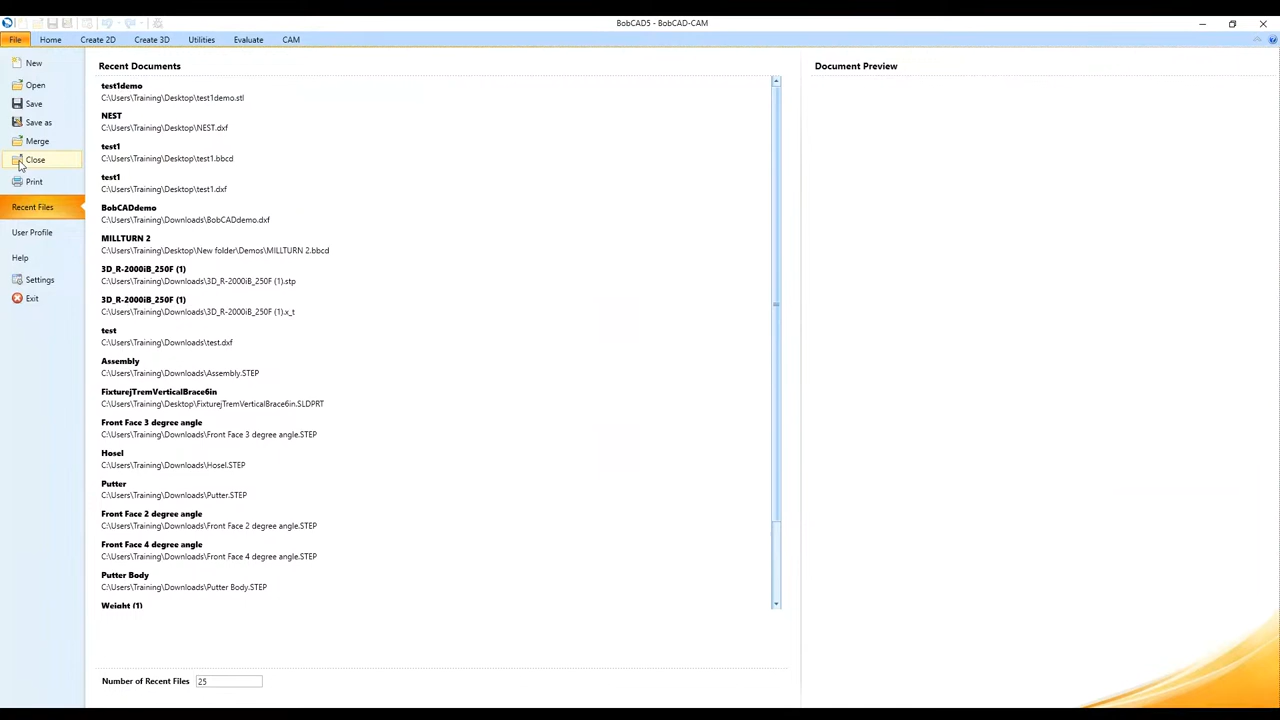 BobCAD5 - BobCAD-CAM
File Home Create 2D Create 3D Utilities Evaluate CAM
New
Open
Save
Save as
Merge
Close
Print
Recent Files
User Profile
Help
Settings
Exit
Recent Documents
test1demo
C:\Users\Training\Desktop\test1demo.stl
NEST
C:\Users\Training\Desktop\NEST.dxf
test1
C:\Users\Training\Desktop\test1.bbcd
test1
C:\Users\Training\Desktop\test1.dxf
BobCADdemo
C:\Users\Training\Downloads\BobCADdemo.dxf
MILLTURN 2
C:\Users\Training\Desktop\New folder\Demos\MILLTURN 2.bbcd
3D_R-2000iB_250F (1)
C:\Users\Training\Downloads\3D_R-2000iB_250F (1).stp
3D_R-2000iB_250F (1)
C:\Users\Training\Downloads\3D_R-2000iB_250F (1).x_t
test
C:\Users\Training\Downloads\test.dxf
Assembly
C:\Users\Training\Downloads\Assembly.STEP
FixturejTremVerticalBrace6in
C:\Users\Training\Desktop\FixturejTremVerticalBrace6in.SLDPRT
Front Face 3 degree angle
C:\Users\Training\Downloads\Front Face 3 degree angle.STEP
Hosel
C:\Users\Training\Downloads\Hosel.STEP
Putter
C:\Users\Training\Downloads\Putter.STEP
Front Face 2 degree angle
C:\Users\Training\Downloads\Front Face 2 degree angle.STEP
Front Face 4 degree angle
C:\Users\Training\Downloads\Front Face 4 degree angle.STEP
Putter Body
C:\Users\Training\Downloads\Putter Body.STEP
Weight (1)
Number of Recent Files 25
Document Preview